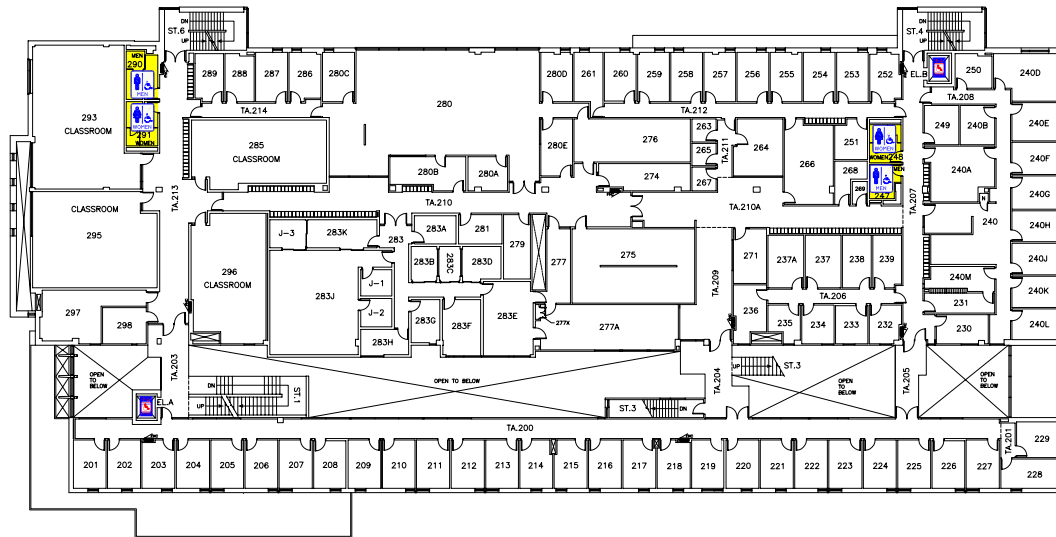 DN
ST.6
UP
DN
ST.4
UP
MEN
290
MEN
WOMEN
291
WOMEN
293
CLASSROOM
289
288
287
286
280C
TA.214
280
280D
261
260
259
258
257
256
255
254
253
252
TA.212
EL.B
250
240D
TA.208
285
CLASSROOM
280B
280A
280E
276
274
263
265
267
TA.211
264
266
251
268
269
WOMEN
WOMEN
248
MEN
MEN
247
249
240B
240A
240E
240F
240G
240H
240J
240K
240L
N
240
240M
231
230
TA.207
CLASSROOM
295
TA.213
TA.210
TA.210A
296
CLASSROOM
J-3
283K
283
283A
281
279
283B
283C
283D
283J
J-1
J-2
283H
283G
283F
283E
277
275
277X
277A
TA.209
271
237A
237
238
239
TA.206
236
235
234
233
232
297
298
OPEN
TO
BELOW
TA.203
EL.A
DN
UP
ST.1
OPEN TO BELOW
ST.3
DN
TA.204
UP
ST.3
OPEN
TO
BELOW
TA.205
OPEN
TO
BELOW
TA.200
TA.201
201
202
203
204
205
206
207
208
209
210
211
212
213
214
215
216
217
218
219
220
221
222
223
224
225
226
227
229
228